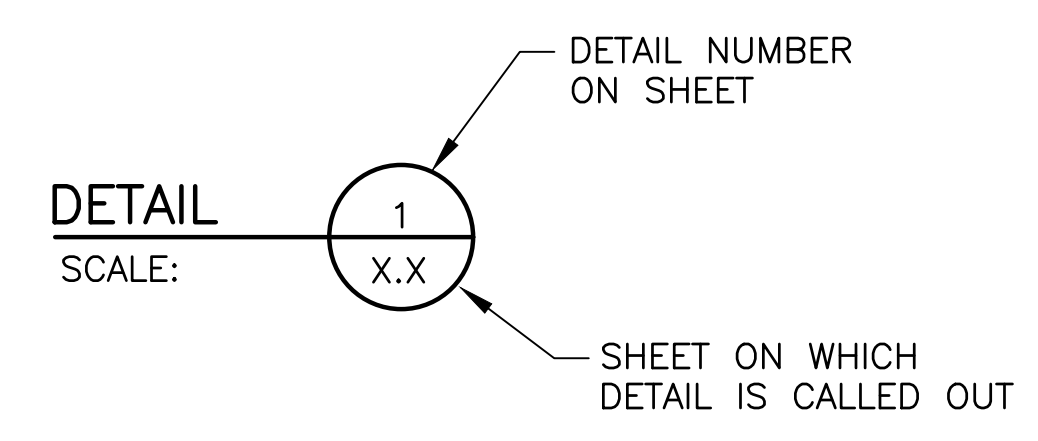 DETAIL NUMBER
ON SHEET
DETAIL
1
SCALE:
X.X
SHEET ON WHICH
DETAIL IS CALLED OUT